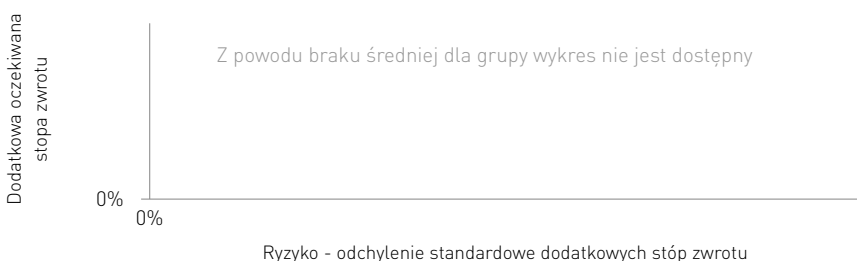 Dodatkowa oczekiwana
stopa zwrotu
Z powodu braku średniej dla grupy wykres nie jest dostępny
0%
0%
Ryzyko - odchylenie standardowe dodatkowych stóp zwrotu